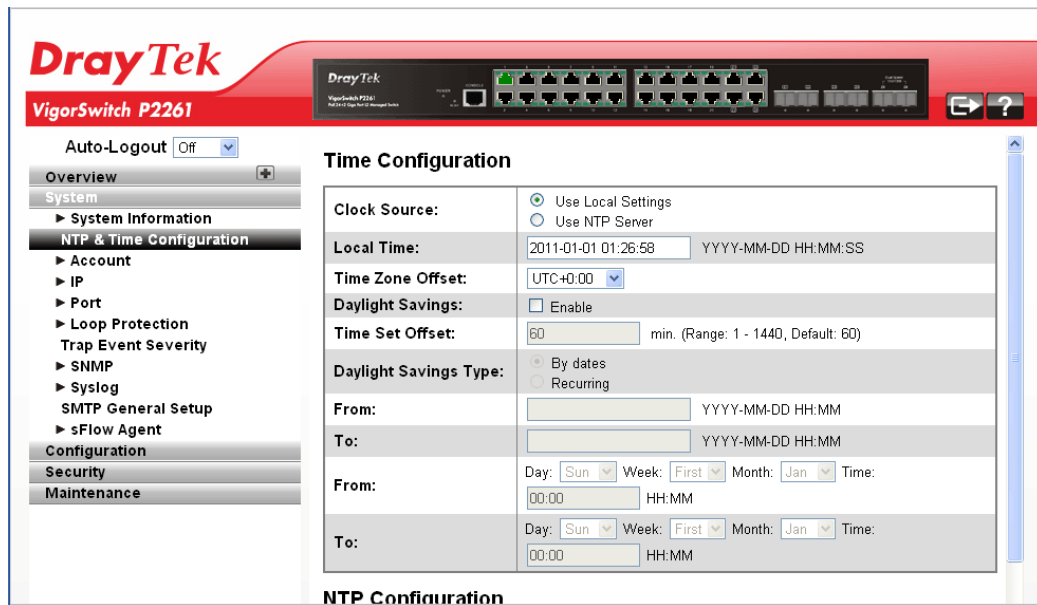 DrayTek
VigorSwitch P2261
DrayTek
VigorSwitch P2261
Auto-Logout Off
Overview
System
System Information
NTP & Time Configuration
Account
IP
Port
Loop Protection
Trap Event Severity
SNMP
Syslog
SMTP General Setup
sFlow Agent
Configuration
Security
Maintenance
Time Configuration
Clock Source: Use Local Settings
Use NTP Server
Local Time: 2011-01-01 01:26:58 YYYY-MM-DD HH:MM:SS
Time Zone Offset: UTC+0:00
Daylight Savings: Enable
Time Set Offset: 60 min. (Range: 1 - 1440, Default: 60)
Daylight Savings Type: By dates
Recurring
From: YYYY-MM-DD HH:MM
To: YYYY-MM-DD HH:MM
From: Day: Sun Week: First Month: Jan Time:
00:00 HH:MM
To: Day: Sun Week: First Month: Jan Time:
00:00 HH:MM
NTP Configuration